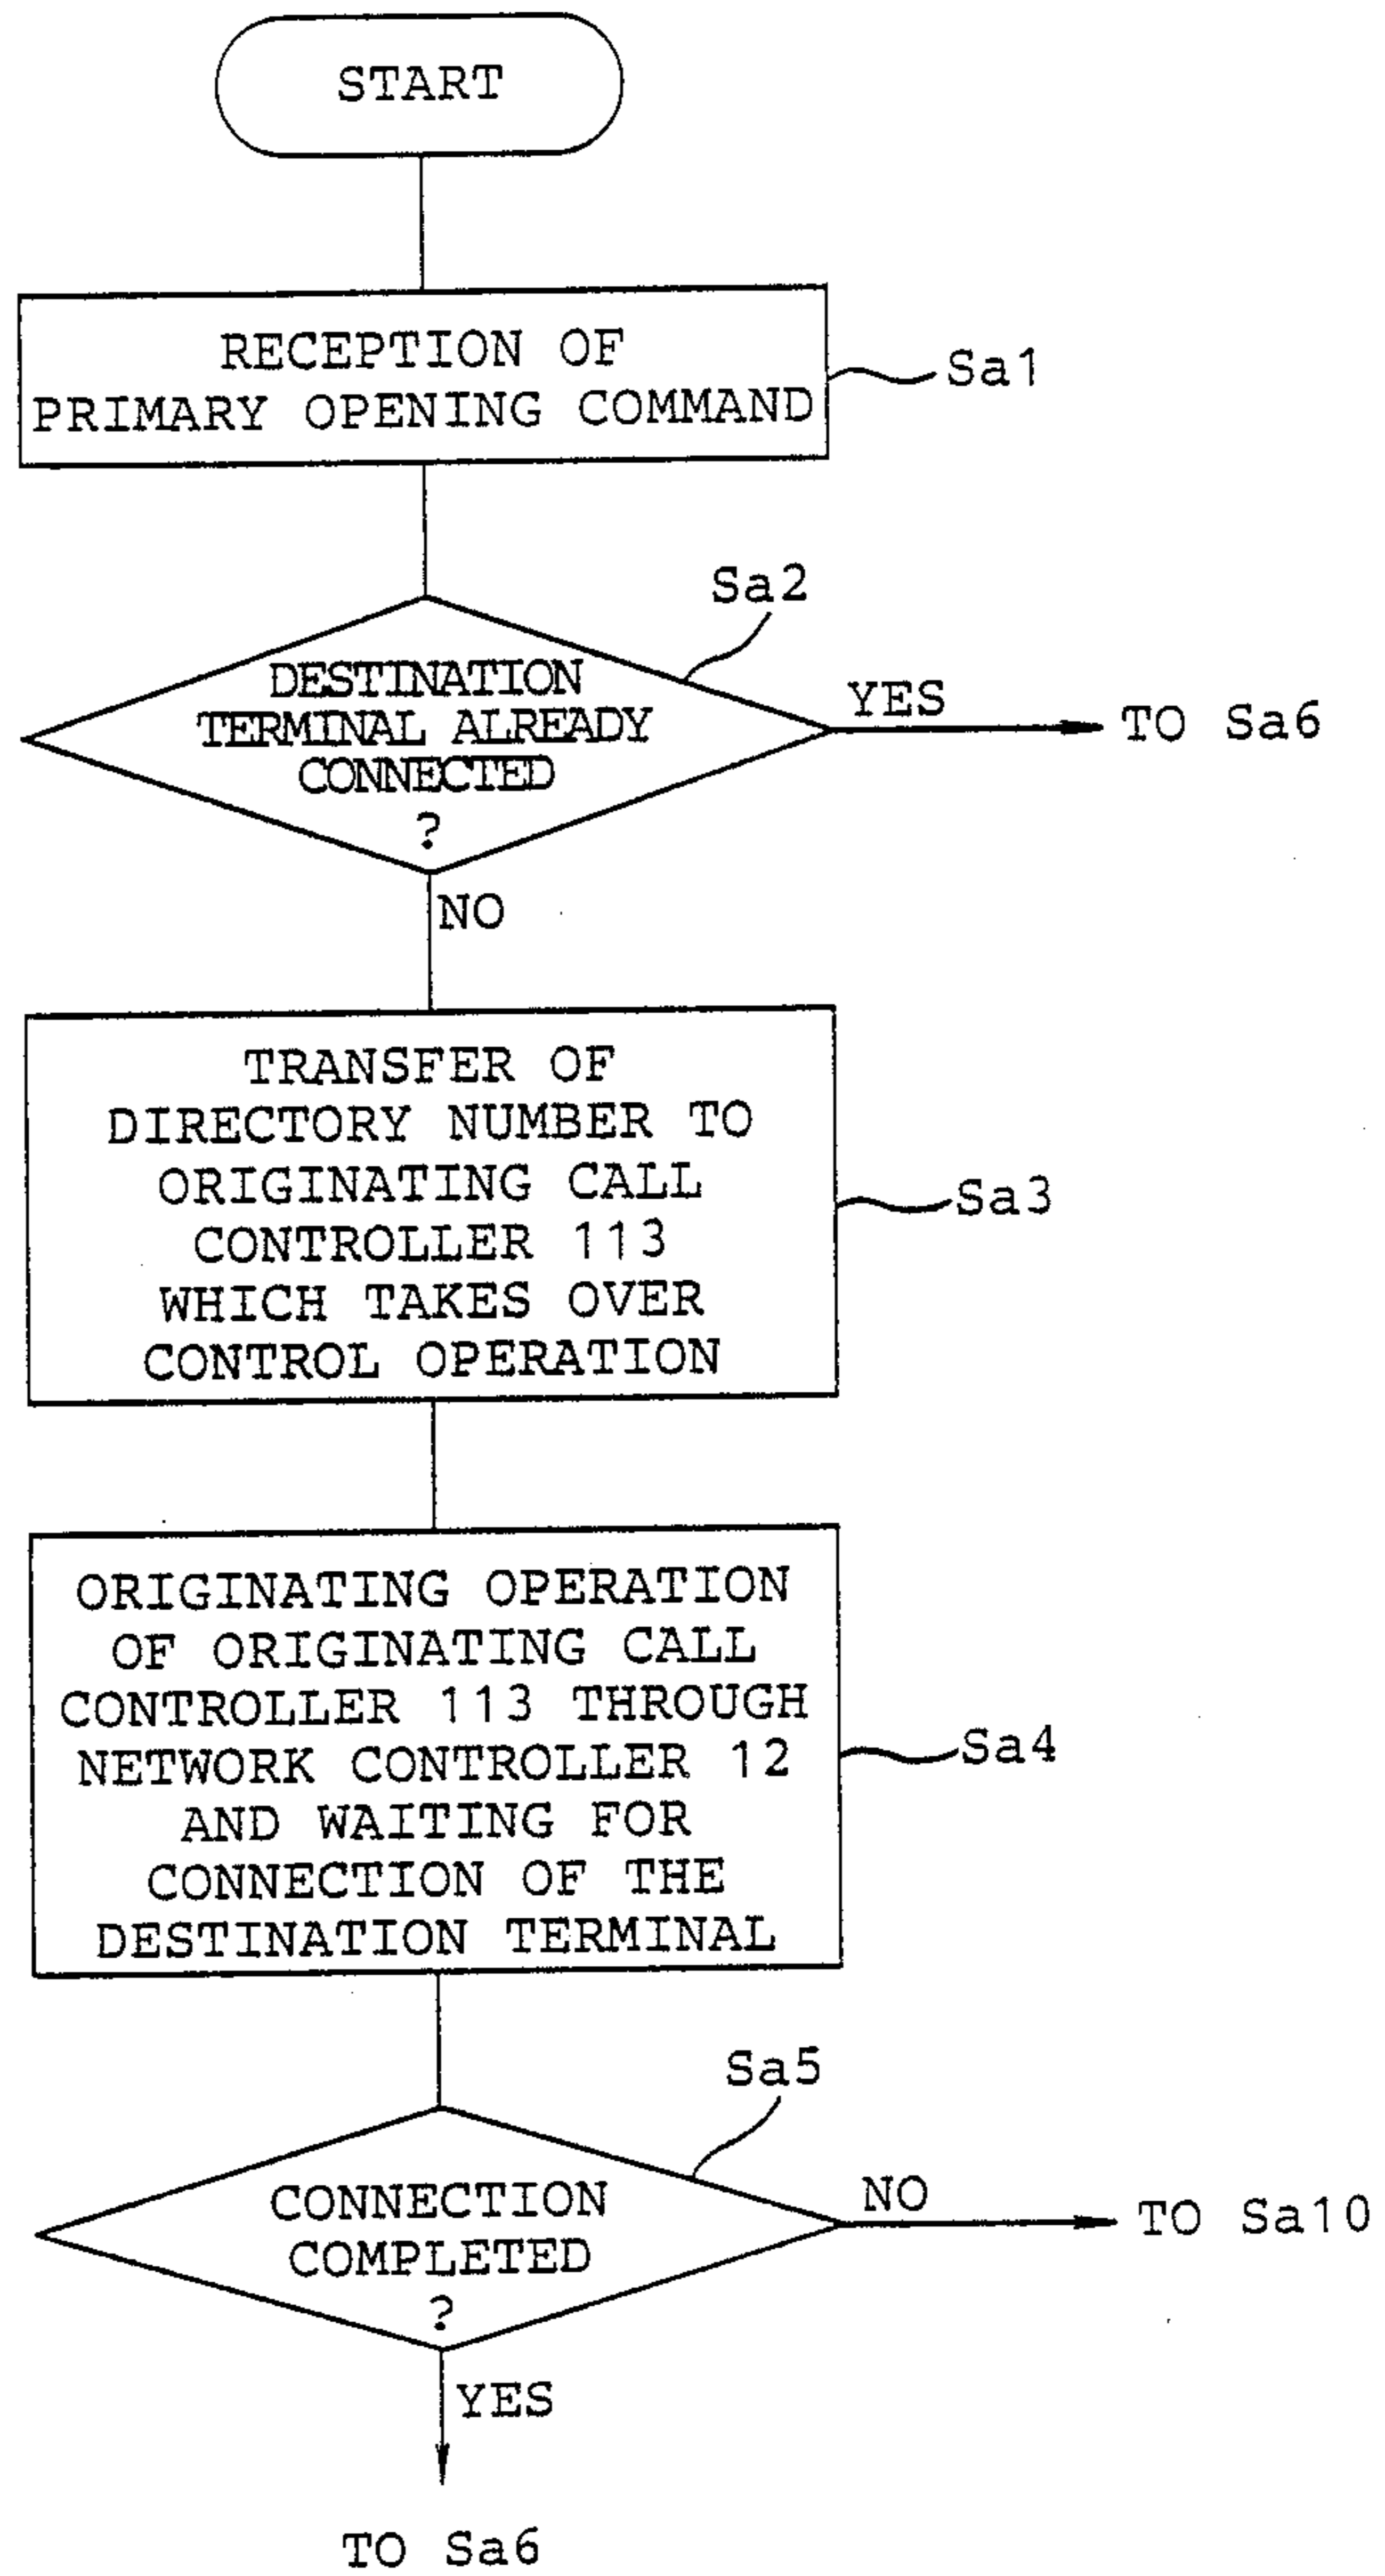 START
RECEPTION OF
PRIMARY OPENING COMMAND
Sa1
Sa2
DESTINATION
TERMINAL ALREADY
CONNECTED
?
YES
TO Sa6
NO
TRANSFER OF
DIRECTORY NUMBER TO
ORIGINATING CALL
CONTROLLER 113
WHICH TAKES OVER
CONTROL OPERATION
Sa3
ORIGINATING OPERATION
OF ORIGINATING CALL
CONTROLLER 113 THROUGH
NETWORK CONTROLLER 12
AND WAITING FOR
CONNECTION OF THE
DESTINATION TERMINAL
Sa4
Sa5
CONNECTION
COMPLETED
?
NO
TO Sa10
YES
TO Sa6